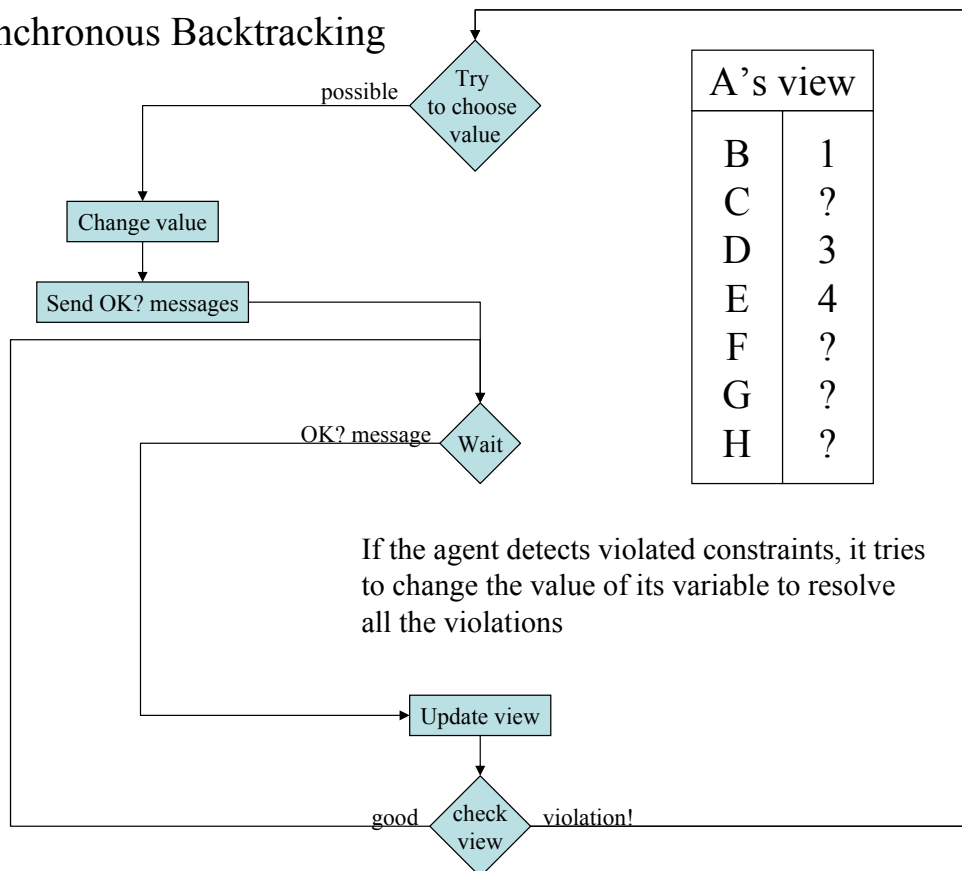 nchronous Backtracking
Try
to choose
value
possible
Change value
Send OK? messages
OK? message
Wait
A’s view
B 1
C ?
D 3
E 4
F ?
G ?
H ?
If the agent detects violated constraints, it tries
to change the value of its variable to resolve
all the violations
Update view
good
check
view
violation!